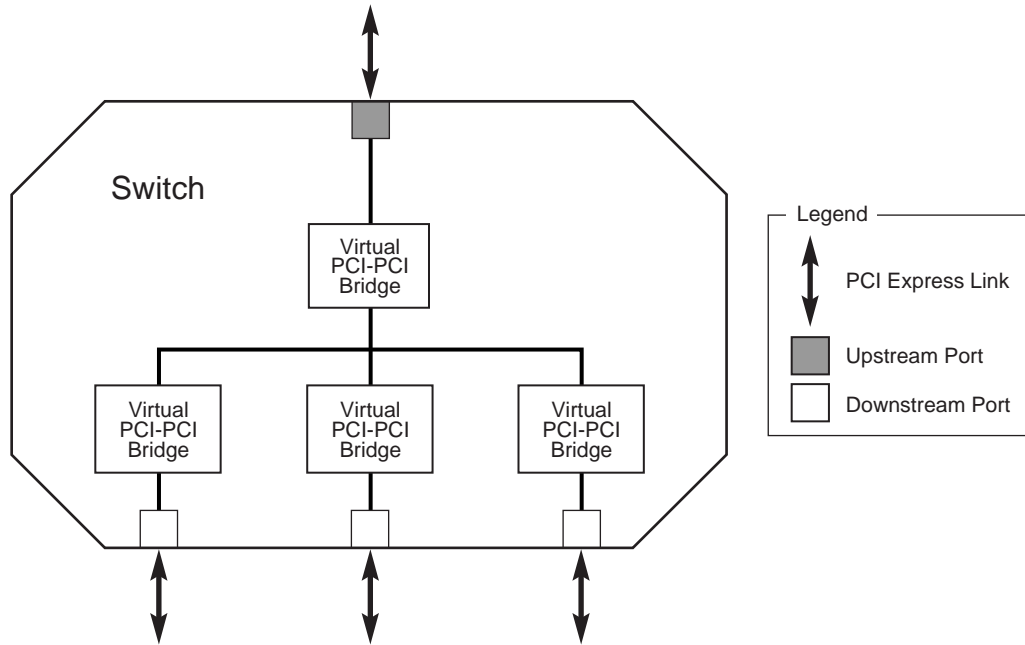 Switch
Virtual
PCI-PCI
Bridge
Virtual
PCI-PCI
Bridge
Virtual
PCI-PCI
Bridge
Virtual
PCI-PCI
Bridge
Legend
PCI Express Link
Upstream Port
Downstream Port